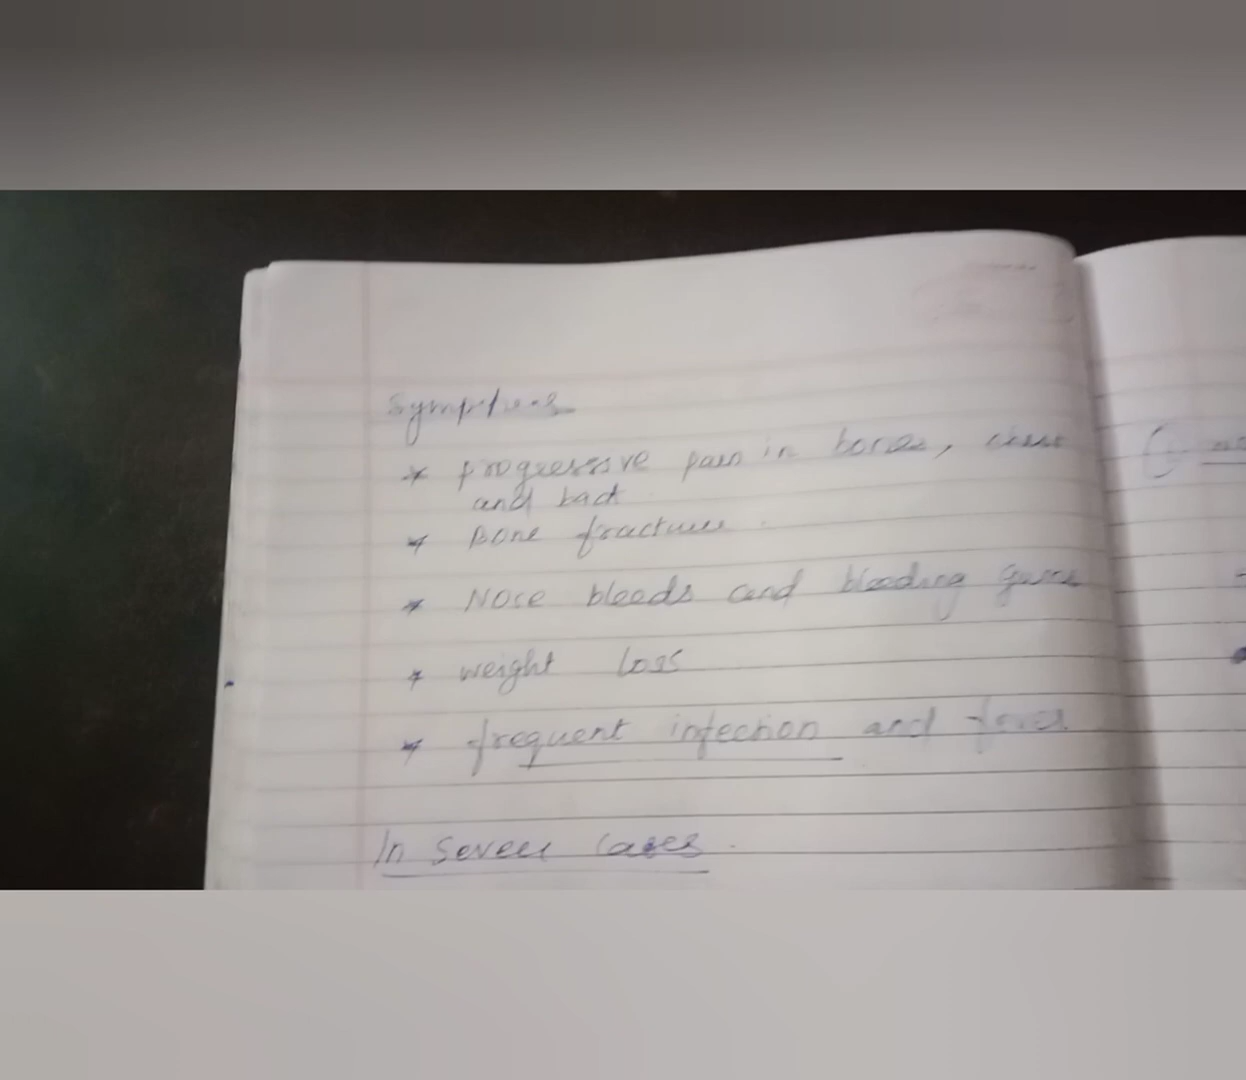 Symptoms
* Progressive pain in bones, chest
and back
* Bone fracture.
* Nose bleeds and bleeding gums
* weight loss
* frequent infection and fever.
In severe cases.